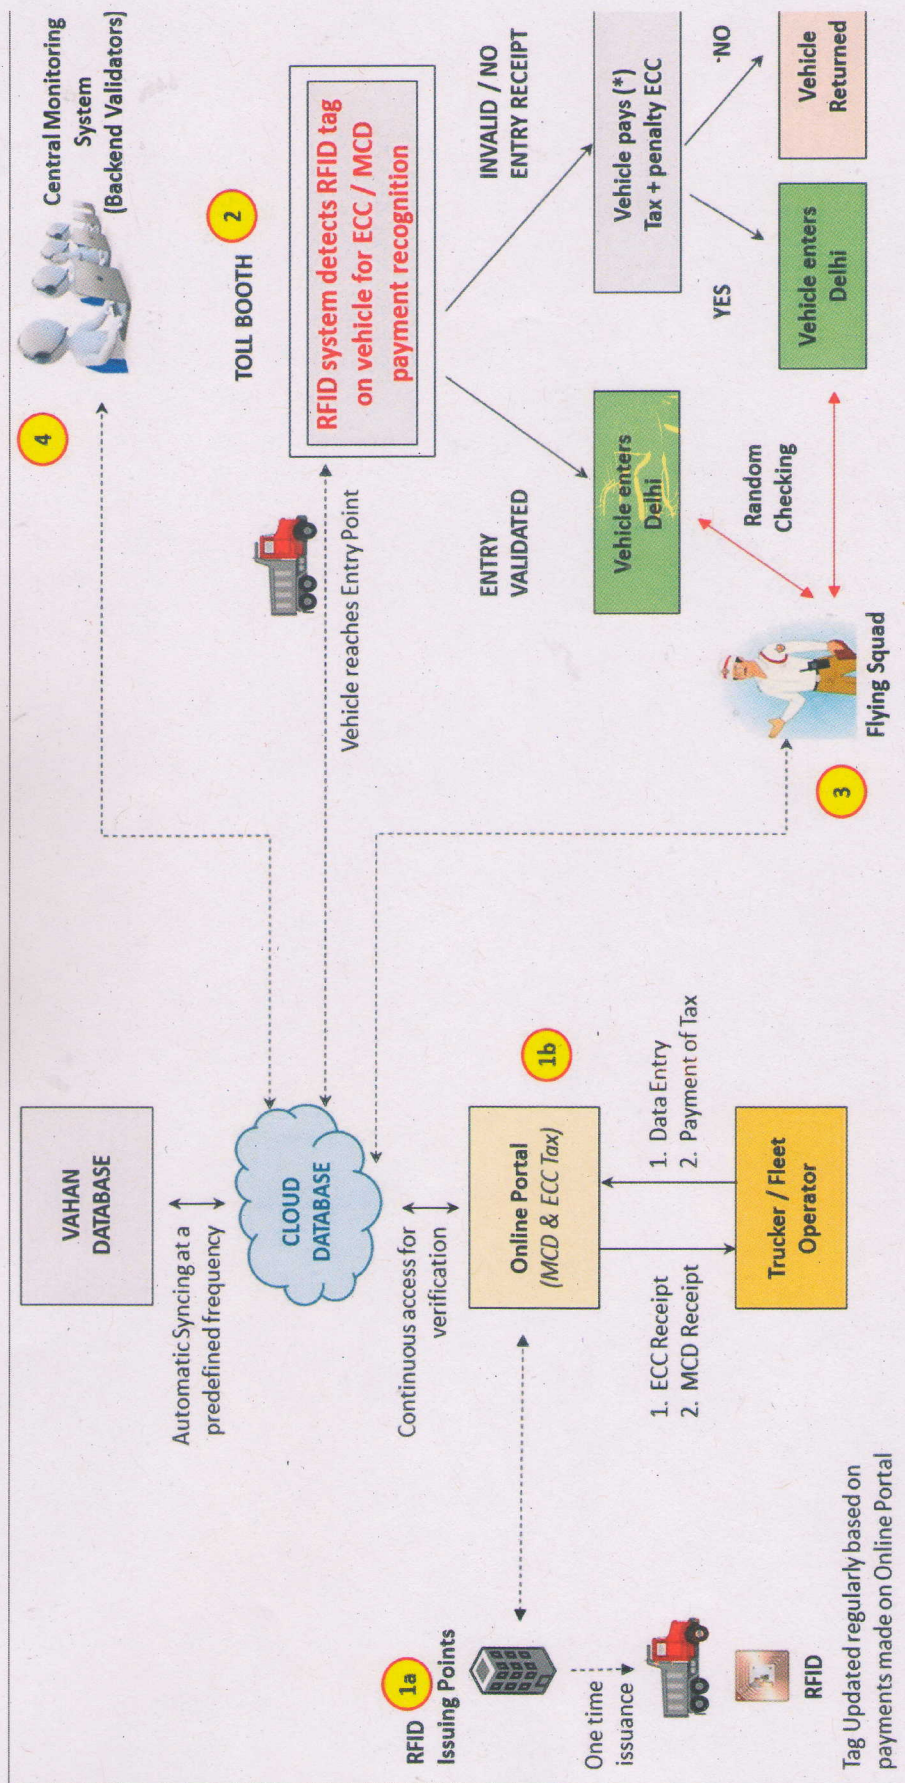 VAHAN
DATABASE
Automatic Syncing at a
predefined frequency
CLOUD
DATABASE
Continuous access for
verification
1a
RFID
Issuing Points
One time
issuance
RFID
Tag Updated regularly based on
payments made on Online Portal
1b
Online Portal
(MCD & ECC Tax)
1. ECC Receipt
2. MCD Receipt
1. Data Entry
2. Payment of Tax
Trucker / Fleet
Operator
4
Central Monitoring
System
(Backend Validators)
Vehicle reaches Entry Point
TOLL BOOTH
2
RFID system detects RFID tag
on vehicle for ECC / MCD
payment recognition
ENTRY
VALIDATED
INVALID / NO
ENTRY RECEIPT
Vehicle enters
Delhi
Vehicle pays (*)
Tax + penalty ECC
YES
-NO
Vehicle enters
Delhi
Vehicle
Returned
Random
Checking
3
Flying Squad